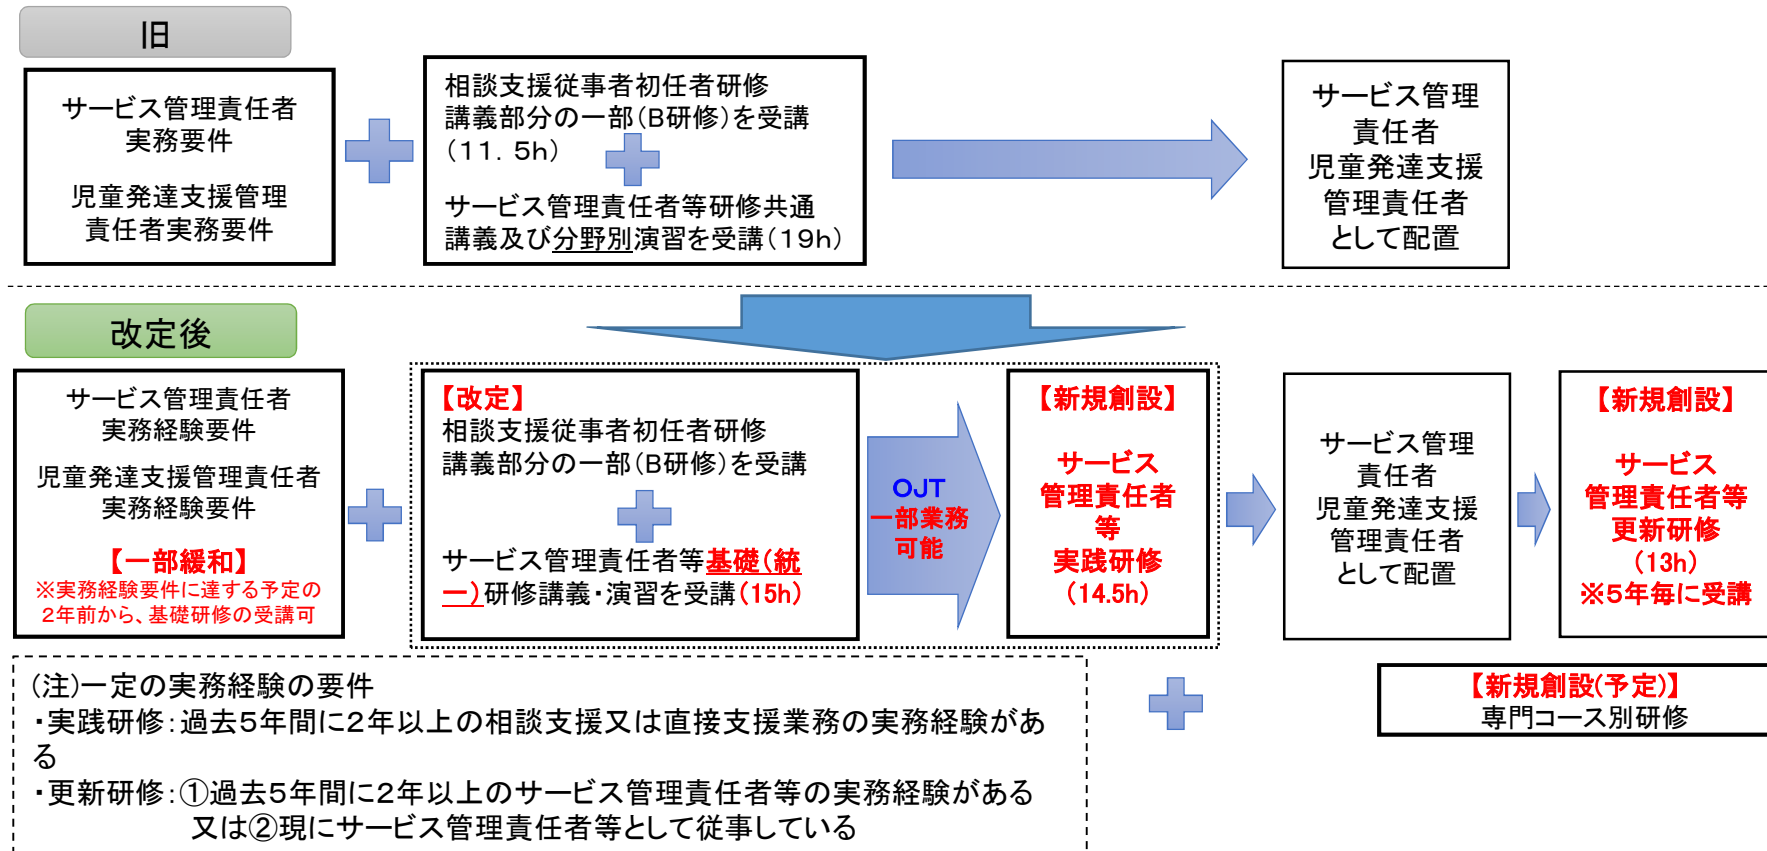 旧
サービス管理責任者
実務要件
児童発達支援管理
責任者実務要件
相談支援従事者初任者研修
講義部分の一部(B研修)を受講
(11．5h)
サービス管理責任者等研修共通
講義及び分野別演習を受講(19h)
サービス管理
責任者
児童発達支援
管理責任者
として配置
改定後
サービス管理責任者
実務経験要件
児童発達支援管理責任者
実務経験要件
【一部緩和】
※実務経験要件に達する予定の
2年前から、基礎研修の受講可
【改定】
相談支援従事者初任者研修
講義部分の一部(B研修)を受講
サービス管理責任者等基礎(統
一)研修講義・演習を受講(15h)
OJT
一部業務
可能
【新規創設】
サービス
管理責任者
等
実践研修
(14.5h)
サービス管理
責任者
児童発達支援
管理責任者
として配置
【新規創設】
サービス
管理責任者等
更新研修
(13h)
※5年毎に受講
(注)一定の実務経験の要件
・実践研修：過去5年間に2年以上の相談支援又は直接支援業務の実務経験があ
る
・更新研修：①過去5年間に2年以上のサービス管理責任者等の実務経験がある
又は②現にサービス管理責任者等として従事している
【新規創設(予定)】
専門コース別研修